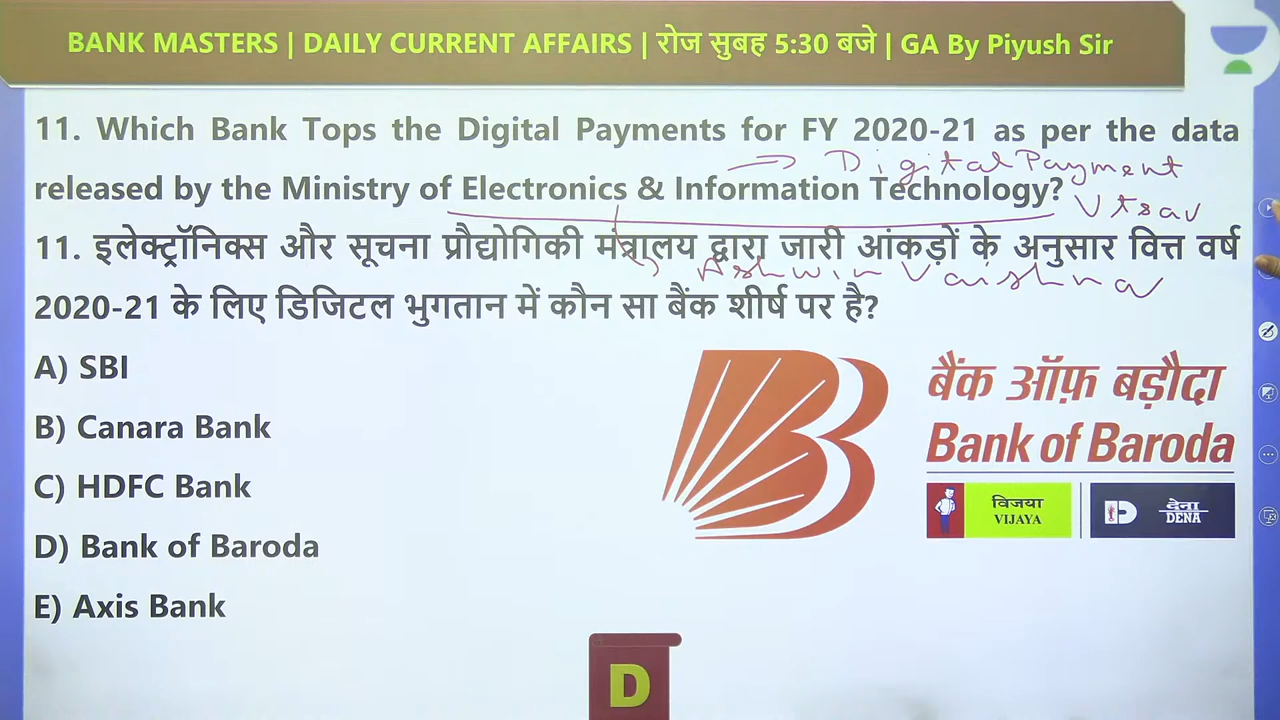 BANK MASTERS | DAILY CURRENT AFFAIRS | रोज सुबह 5:30 बजे | GA By Piyush Sir
11. Which Bank Tops the Digital Payments for FY 2020-21 as per the data
→ Digital Payment
released by the Ministry of Electronics & Information Technology?
Utsav
11. इलेक्ट्रॉनिक्स और सूचना प्रौद्योगिकी मंत्रालय द्वारा जारी आंकड़ों के अनुसार वित्त वर्ष
Ashwin Vaishna
2020-21 के लिए डिजिटल भुगतान में कौन सा बैंक शीर्ष पर है?
A) SBI
B) Canara Bank
C) HDFC Bank
D) Bank of Baroda
E) Axis Bank
बैंक ऑफ़ बड़ौदा
Bank of Baroda
विजया
VIJAYA
देना
DENA
D